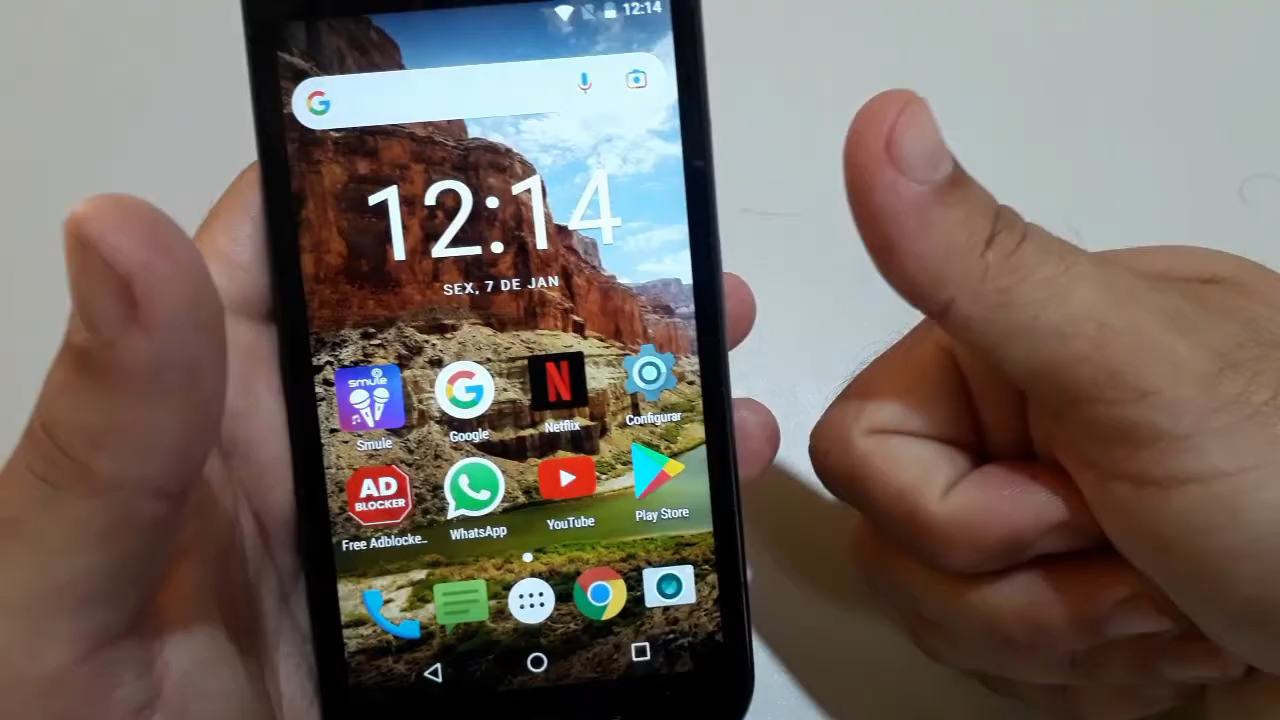 12:14
12:14
SEX, 7 DE JAN
smule
N
Smule
Google
Netflix
Configurar
AD
BLOCKER
Free Adblocke..
WhatsApp
YouTube
Play Store